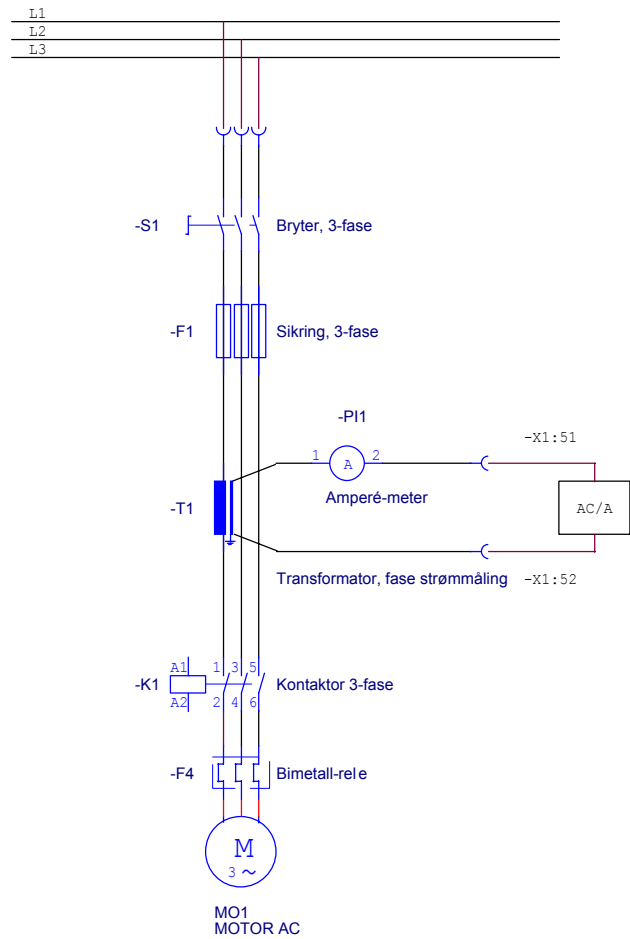 L1
L2
L3
-S1 Bryter, 3-fase
-F1 Sikring, 3-fase
-PI1
-X1:51
1 A 2
Amperé-meter
AC/A
-T1
Transformator, fase strømmåling -X1:52
A1 1 3 5
-K1 Kontaktor 3-fase
A2 2 4 6
-F4 Bimetall-rele
M
3 ~
MO1
MOTOR AC